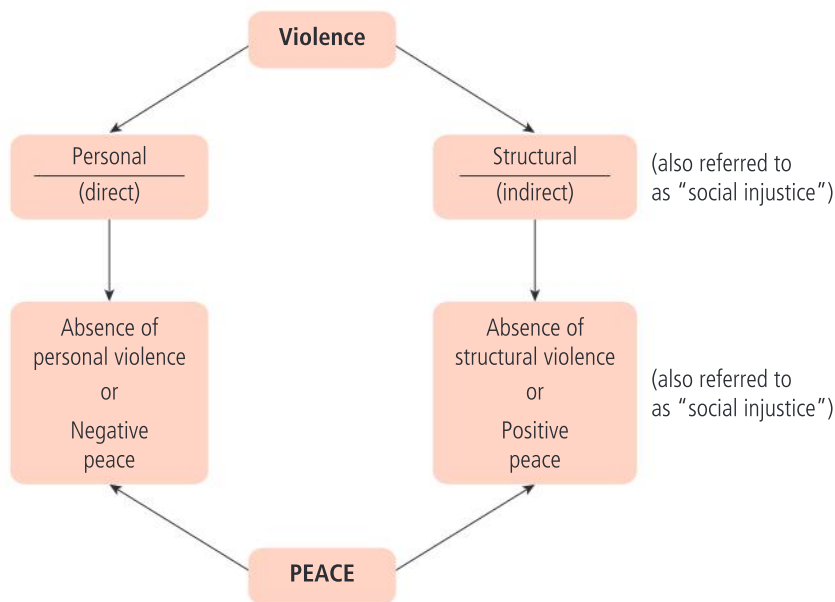 Violence
Personal
(direct)
Structural
(indirect)
(also referred to
as “social injustice”)
Absence of
personal violence
or
Negative
peace
Absence of
structural violence
or
Positive
peace
(also referred to
as “social injustice”)
PEACE